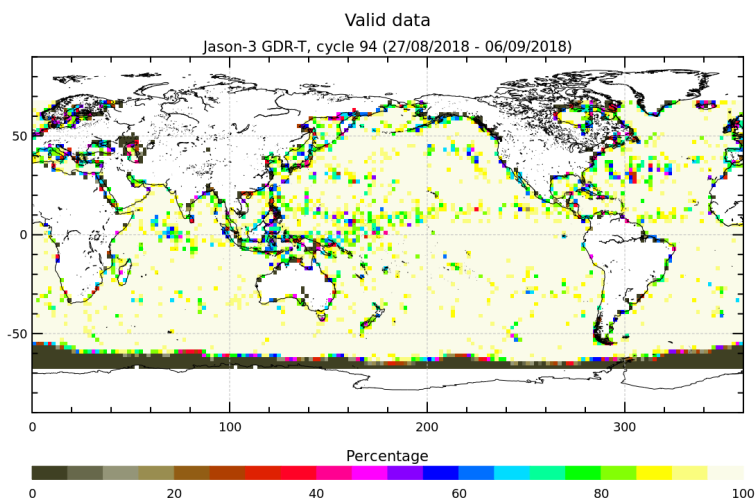 Valid data
Jason-3 GDR-T, cycle 94 (27/08/2018 - 06/09/2018)
50
0
-50
0 100 200 300
Percentage
0 20 40 60 80 100